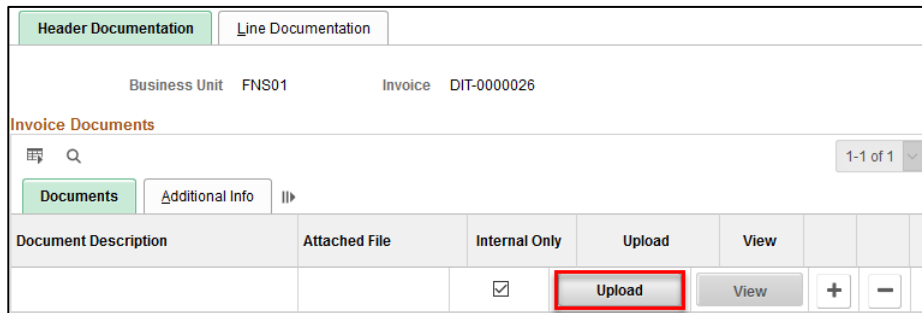 Header Documentation Line Documentation
Business Unit FNS01 Invoice DIT-0000026
Invoice Documents
1-1 of 1
Documents Additional Info
Document Description Attached File Internal Only Upload View
Upload View + -